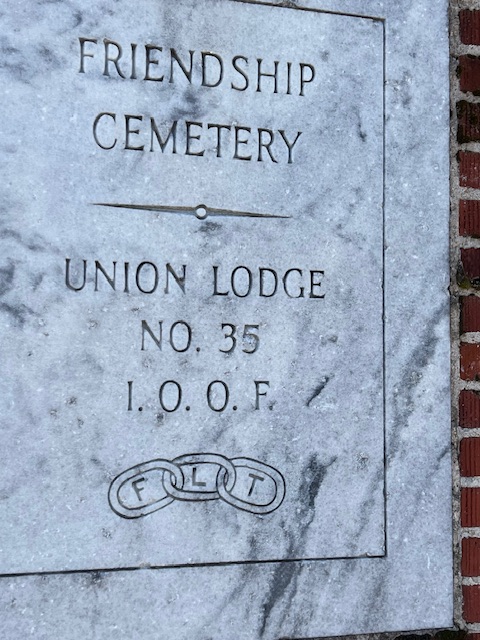 FRIENDSHIP
CEMETERY
UNION LODGE
NO. 35
I. O. O. F.
F L T